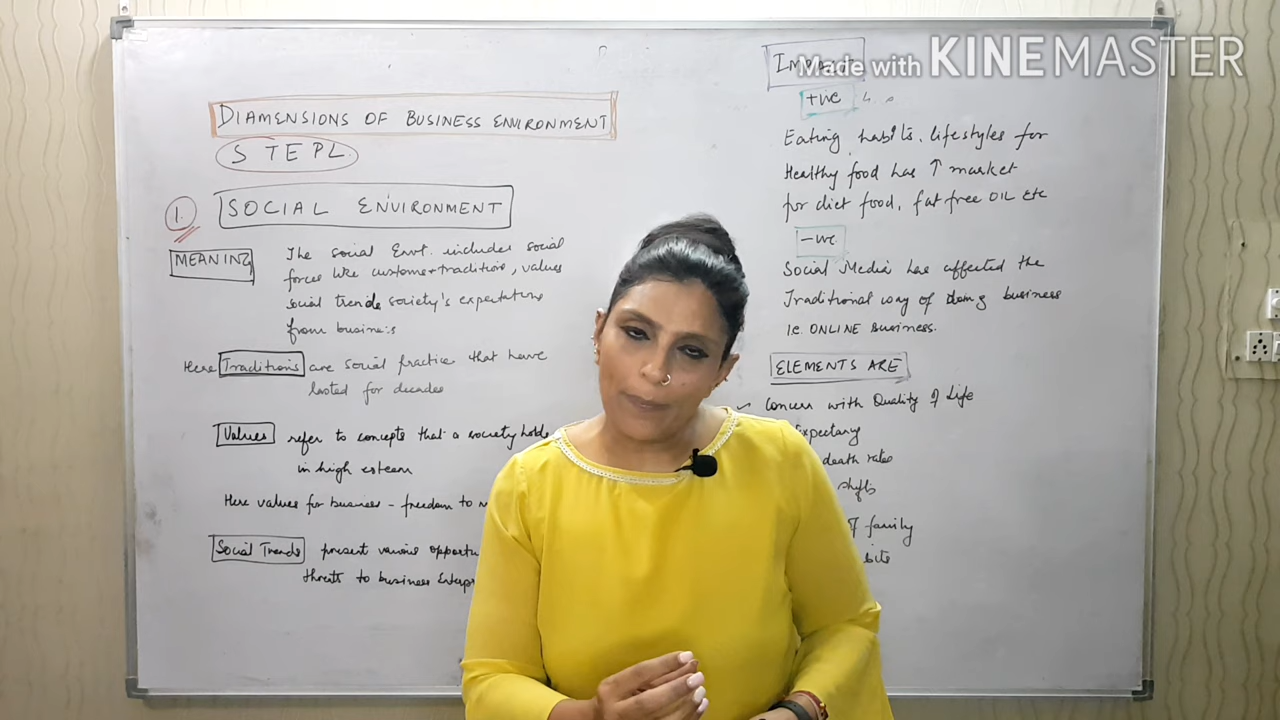 DIAMENSIONS OF BUSINESS ENVIRONMENT
STEPL
1. SOCIAL ENVIRONMENT
MEANING The social Envt. includes social
forces like customs + traditions, values
social trends society's expectations
from business
Here Traditions are social practice that have
lasted for decades
Values refer to concepts that a society holds
in high esteem
Here values for business - freedom to
Social Trends present various
threats to business
Made with KINEMASTER
+ive
Eating habits, lifestyles for
Healthy food has ↑ market
for diet food, fat free OIL etc
-ive
Social Media has affected the
Traditional way of doing business
ie. ONLINE Business.
ELEMENTS ARE
✓ Concern with Quality of Life
Expectancy
death rates
shifts
of family